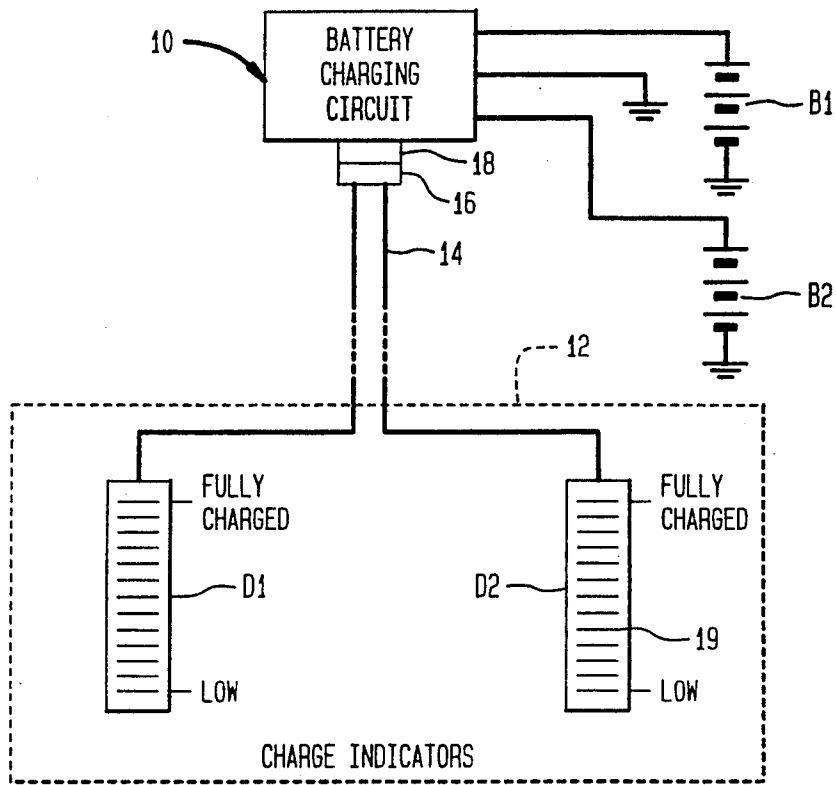 10
BATTERY
CHARGING
CIRCUIT
B1
18
16
14
B2
12
FULLY
CHARGED
FULLY
CHARGED
D1
D2
19
LOW
LOW
CHARGE INDICATORS